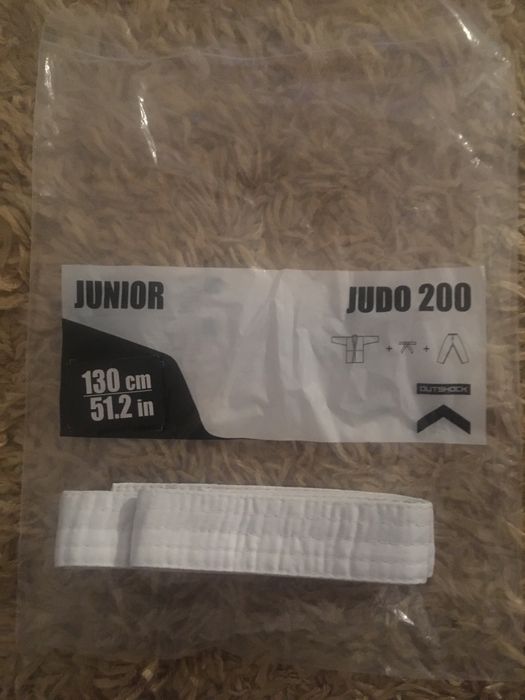 JUNIOR
JUDO 200
130 cm
51.2 in
OUTSHOCK